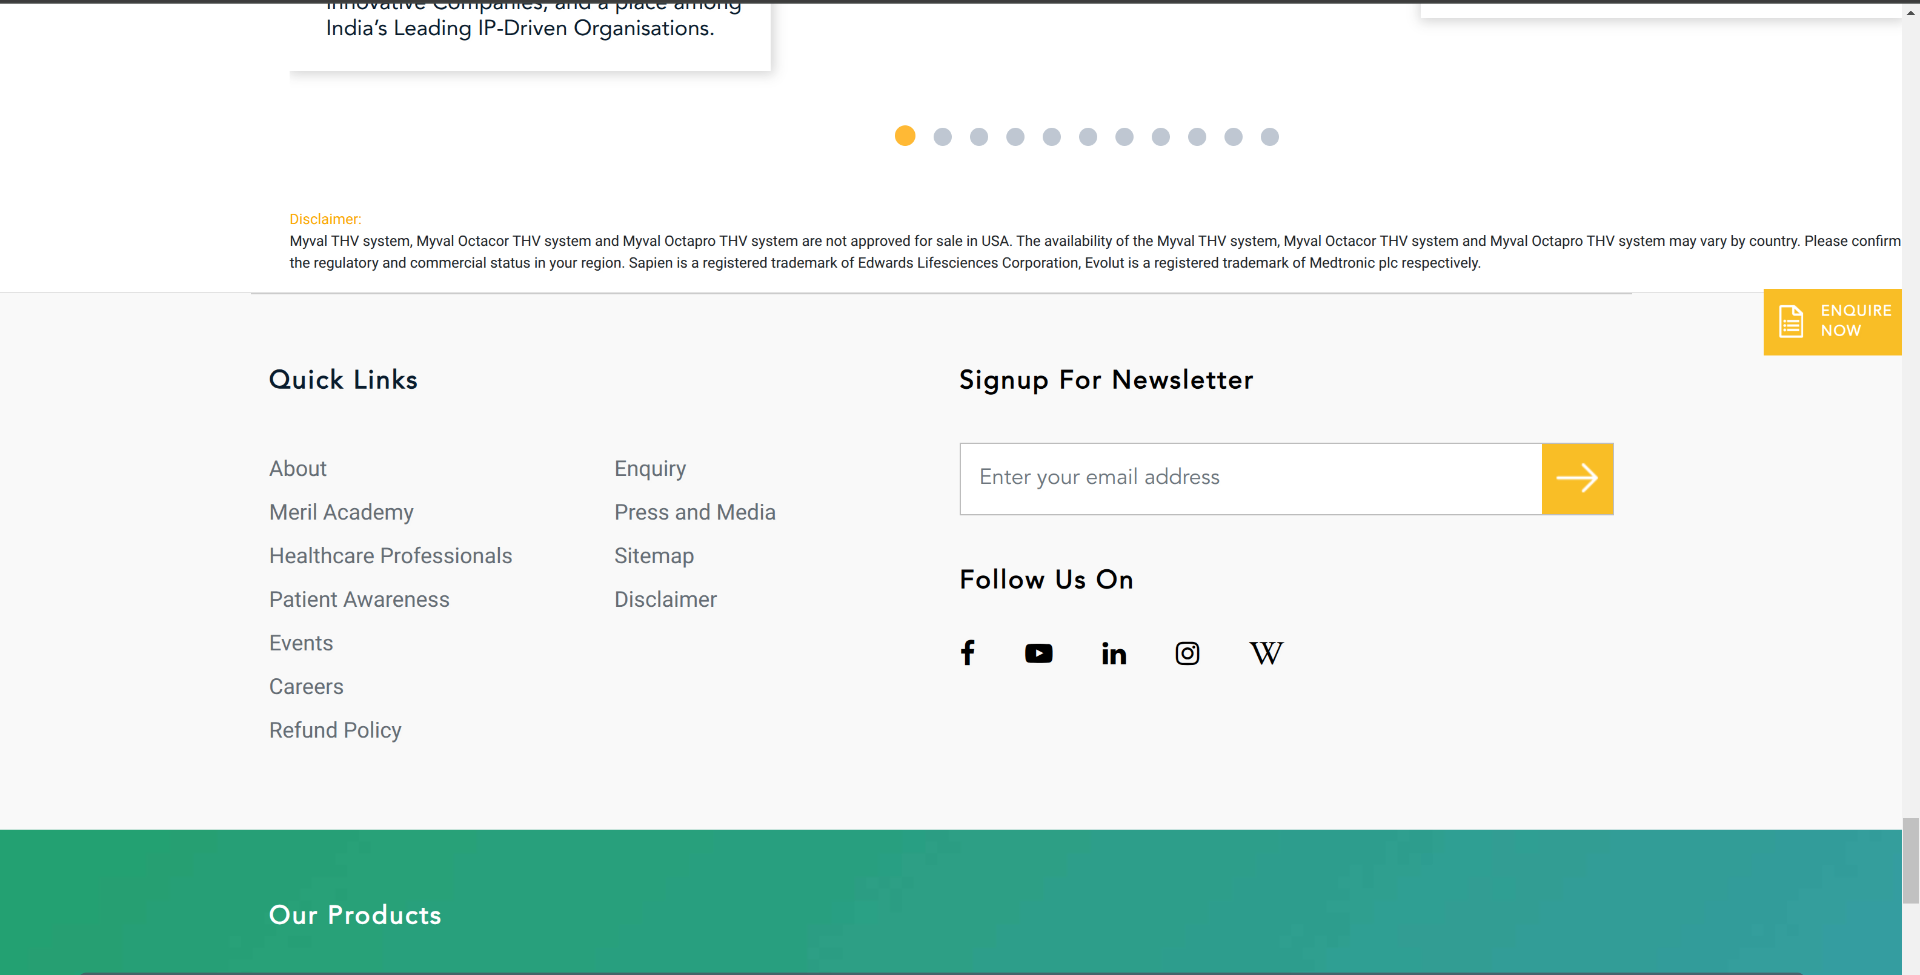 Innovative Companies, and a place among
India’s Leading IP-Driven Organisations.
Disclaimer:
Myval THV system, Myval Octacor THV system and Myval Octapro THV system are not approved for sale in USA. The availability of the Myval THV system, Myval Octacor THV system and Myval Octapro THV system may vary by country. Please confirm
the regulatory and commercial status in your region. Sapien is a registered trademark of Edwards Lifesciences Corporation, Evolut is a registered trademark of Medtronic plc respectively.
ENQUIRE
NOW
Quick Links
About
Meril Academy
Healthcare Professionals
Patient Awareness
Events
Careers
Refund Policy
Enquiry
Press and Media
Sitemap
Disclaimer
Signup For Newsletter
Enter your email address
Follow Us On
W
Our Products